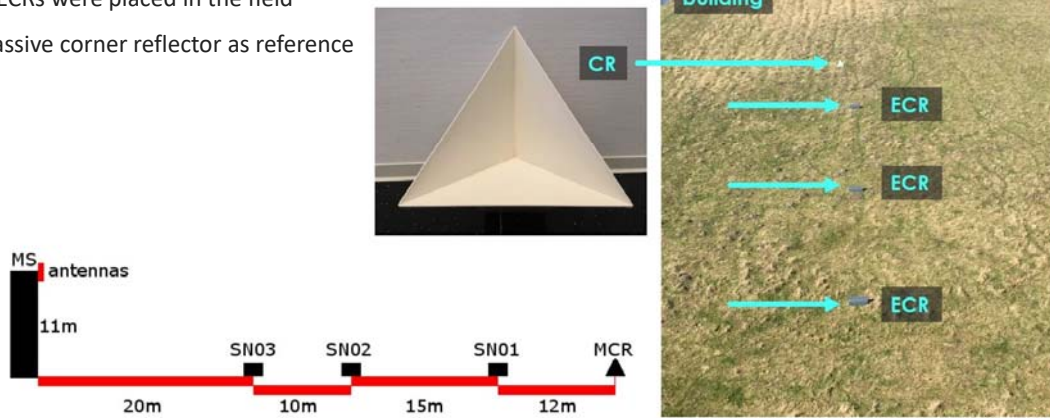 ECRs were placed in the field
passive corner reflector as reference
building
CR
ECR
ECR
ECR
MS
antennas
11m
SN03 SN02 SN01 MCR
20m 10m 15m 12m